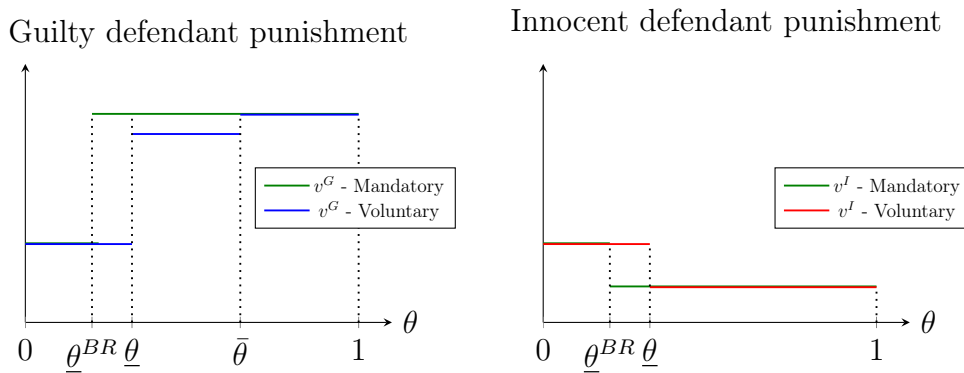 Guilty defendant punishment
v^G - Mandatory
v^G - Voluntary
θ
0 θ̲^{BR} θ̲ θ̄ 1
Innocent defendant punishment
v^I - Mandatory
v^I - Voluntary
θ
0 θ̲^{BR} θ̲ 1